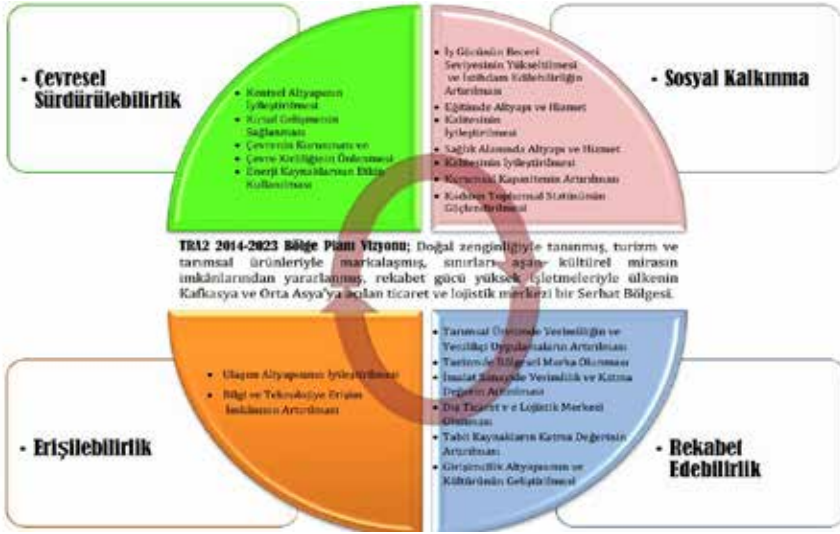 • Çevresel
Sürdürülebilirlik
• Kentsel Altyapının
İyileştirilmesi
• Kırsal Gelişmenin
Sağlanması
• Çevrenin Korunması ve
• Çevre Kirliliğinin Önlenmesi
• Enerji Kaynaklarının Etkin
Kullanılması
• İş Gücünün Beceri
Seviyesinin Yükseltilmesi
ve İstihdam Edilebilirliğin
Artırılması
• Eğitimde Altyapı ve Hizmet
• Kalitesinin
İyileştirilmesi
• Sağlık Alanında Altyapı ve Hizmet
• Kalitesinin İyileştirilmesi
• Kurumsal Kapasitenin Artırılması
• Kadının Toplumsal Statüsünün
Güçlendirilmesi
• Sosyal Kalkınma
TRA2 2014-2023 Bölge Planı Vizyonu; Doğal zenginliğiyle tanınmış, turizm ve
tarımsal ürünleriyle markalaşmış, sınırları aşan kültürel mirasın
imkânlarından yararlanmış, rekabet gücü yüksek işletmeleriyle ülkenin
Kafkasya ve Orta Asya'ya açılan ticaret ve lojistik merkezi bir Serhat Bölgesi.
• Erişilebilirlik
• Ulaşım Altyapısının İyileştirilmesi
• Bilgi ve Teknolojiye Erişim
İmkânının Artırılması
• Tarımsal Üretimde Verimliliğin ve
Yenilikçi Uygulamaların Artırılması
• Turizmde Bölgesel Marka Olunması
• İmalat Sanayide Verimlilik ve Katma
Değerin Artırılması
• Dış Ticaret v e Lojistik Merkezi
Olunması
• Tabii Kaynakların Katma Değerinin
Artırılması
• Girişimcilik Altyapısının ve
Kültürünün Geliştirilmesi
• Rekabet
Edebilirlik